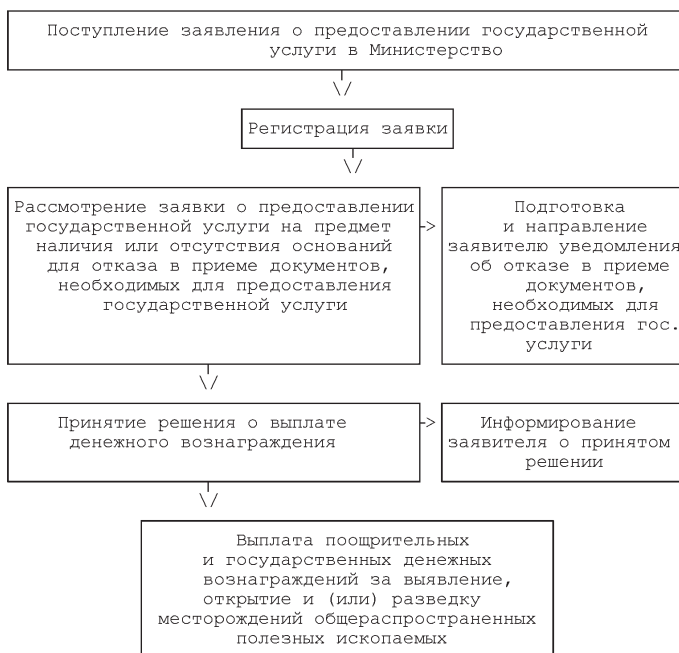 Поступление заявления о предоставлении государственной
услуги в Министерство
\/
Регистрация заявки
\/
Рассмотрение заявки о предоставлении
государственной услуги на предмет
наличия или отсутствия оснований
для отказа в приеме документов,
необходимых для предоставления
государственной услуги
->
Подготовка
и направление
заявителю уведомления
об отказе в приеме
документов,
необходимых для
предоставления гос.
услуги
\/
Принятие решения о выплате
денежного вознаграждения
->
Информирование
заявителя о принятом
решении
\/
Выплата поощрительных
и государственных денежных
вознаграждений за выявление,
открытие и (или) разведку
месторождений общераспространенных
полезных ископаемых